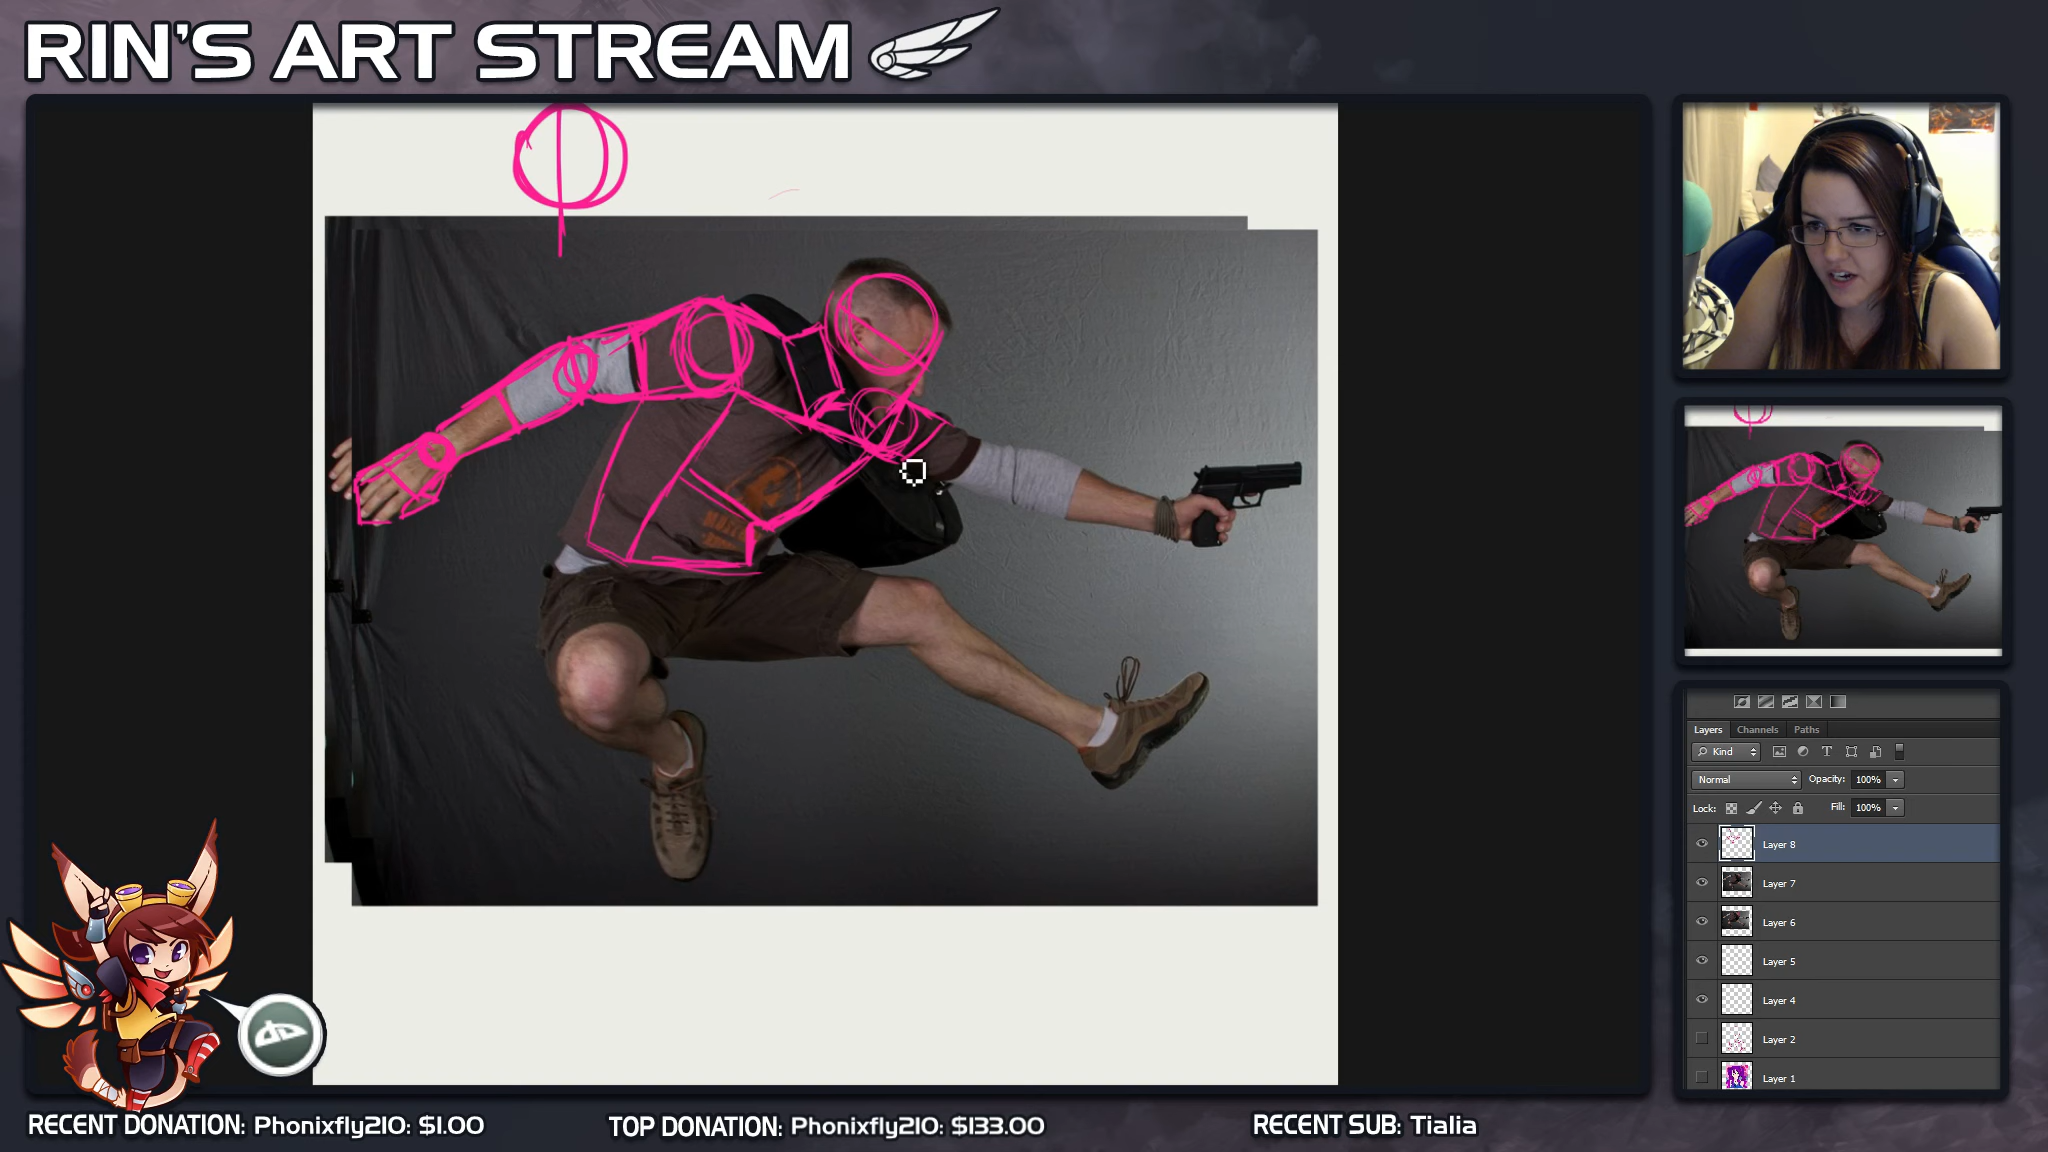 RIN'S ART STREAM
Layers Channels Paths
Kind
Normal Opacity: 100%
Lock: Fill: 100%
Layer 8
Layer 7
Layer 6
Layer 5
Layer 4
Layer 2
Layer 1
RECENT DONATION: Phonixfly210: $1.00
TOP DONATION: Phonixfly210: $133.00
RECENT SUB: Tialia